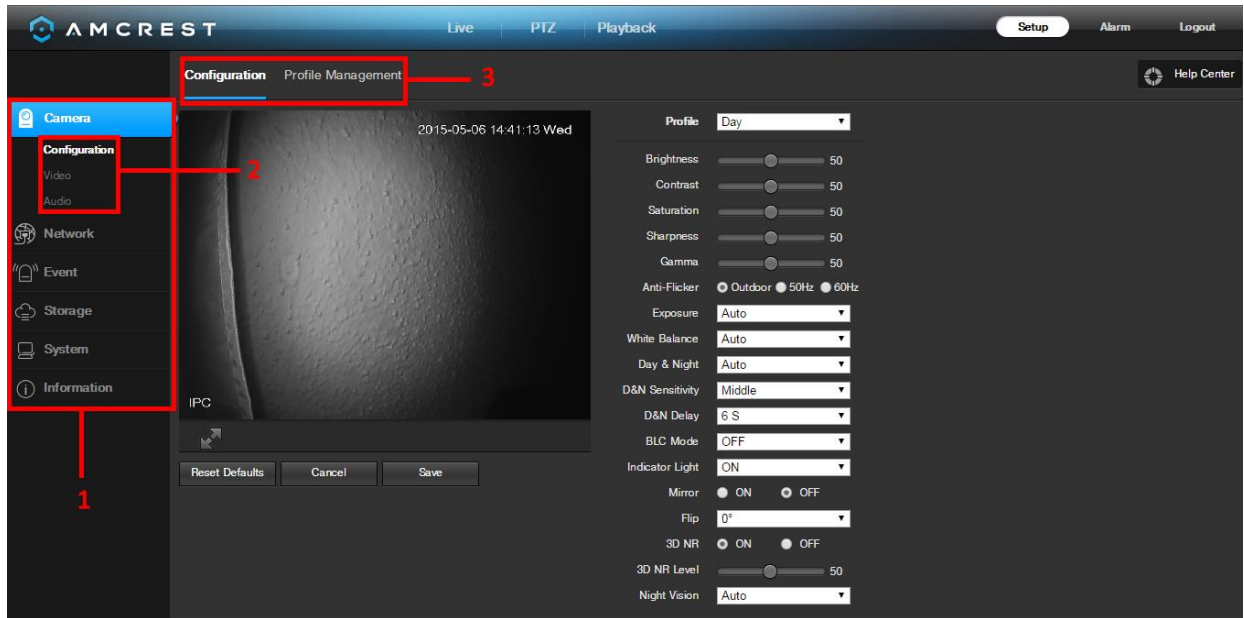 AMCREST
Live PTZ Playback
Setup Alarm Logout
Configuration Profile Management 3
Help Center
Camera
Configuration
Video
Audio
2
Network
Event
Storage
System
Information
1
2015-05-06 14:41:13 Wed
IPC
Reset Defaults Cancel Save
Profile Day
Brightness 50
Contrast 50
Saturation 50
Sharpness 50
Gamma 50
Anti-Flicker Outdoor 50Hz 60Hz
Exposure Auto
White Balance Auto
Day & Night Auto
D&N Sensitivity Middle
D&N Delay 6 S
BLC Mode OFF
Indicator Light ON
Mirror ON OFF
Flip 0°
3D NR ON OFF
3D NR Level 50
Night Vision Auto